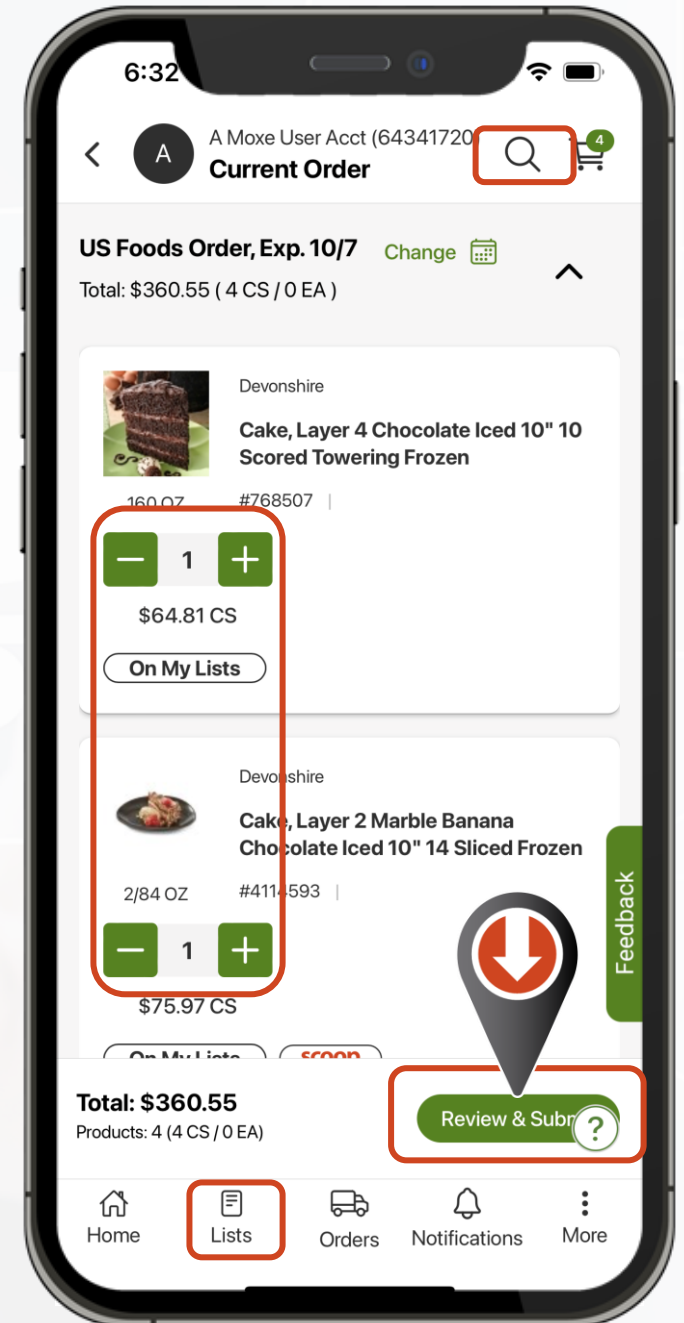 6:32
A Moxe User Acct (64341720
4
A
Current Order
US Foods Order, Exp. 10/7 Change
Total: $360.55 ( 4 CS / 0 EA )
Devonshire
Cake, Layer 4 Chocolate Iced 10" 10
Scored Towering Frozen
160 OZ #768507 |
1
$64.81 CS
On My Lists
Devonshire
Cake, Layer 2 Marble Banana
Chocolate Iced 10" 14 Sliced Frozen
2/84 OZ #4114593 |
1
Feedback
$75.97 CS
On My Lists scoop
Total: $360.55
Products: 4 (4 CS / 0 EA)
Review & Subm
?
Home Lists Orders Notifications More